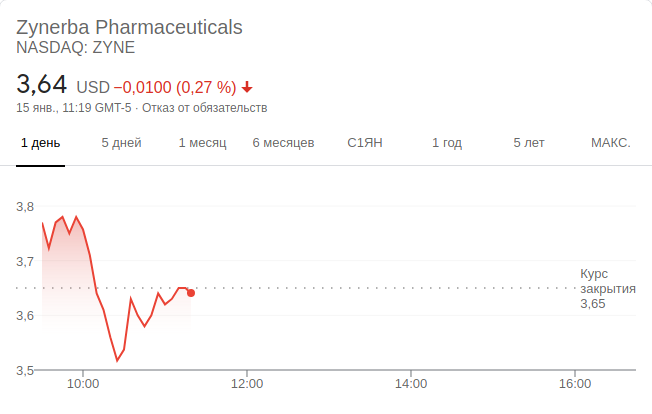 Zynerba Pharmaceuticals
NASDAQ: ZYNE
3,64 USD −0,0100 (0,27 %)
15 янв., 11:19 GMT-5 · Отказ от обязательств
1 день 5 дней 1 месяц 6 месяцев С1ЯН 1 год 5 лет МАКС.
3,8
3,7
Курс
закрытия
3,65
3,6
3,5
10:00 12:00 14:00 16:00